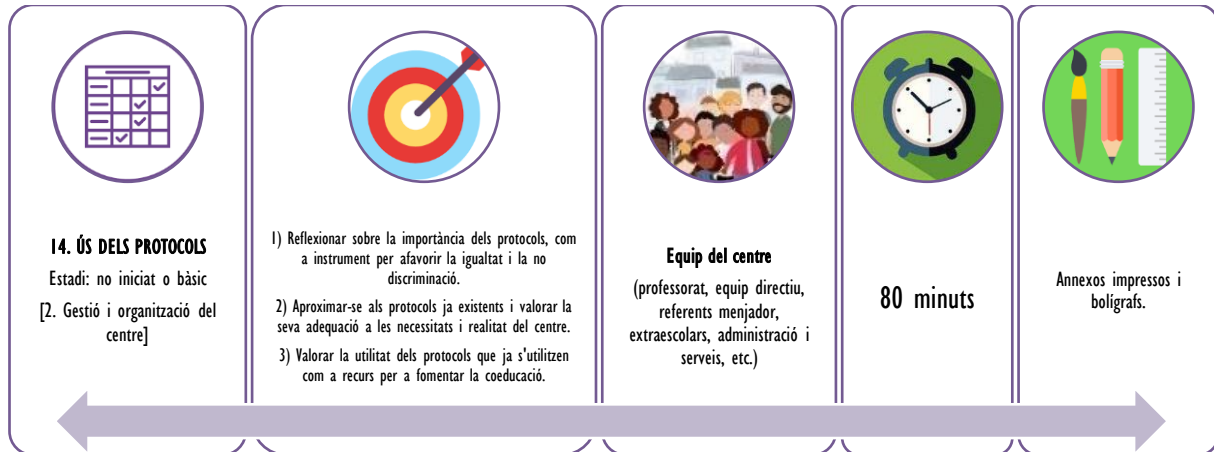 14. ÚS DELS PROTOCOLS
Estadi: no iniciat o bàsic
[2. Gestió i organització del
centre]
1) Reflexionar sobre la importància dels protocols, com
a instrument per afavorir la igualtat i la no
discriminació.
2) Aproximar-se als protocols ja existents i valorar la
seva adequació a les necessitats i realitat del centre.
3) Valorar la utilitat dels protocols que ja s'utilitzen
com a recurs per a fomentar la coeducació.
Equip del centre
(professorat, equip directiu,
referents menjador,
extraescolars, administració i
serveis, etc.)
80 minuts
Annexos impressos i
bolígrafs.